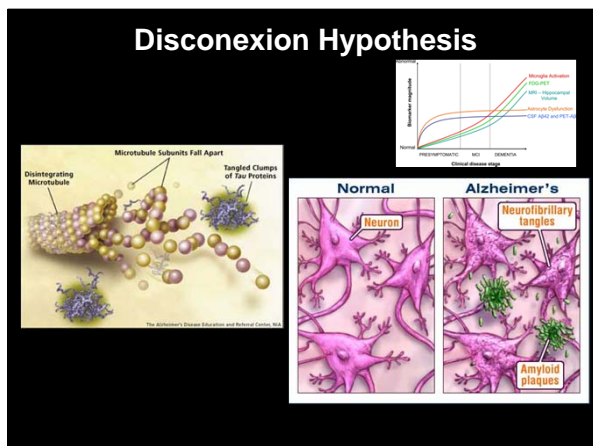 Disconexion Hypothesis
Abnormal
Biomarker magnitude
Normal
Microglia Activation
FDG-PET
MRI – Hippocampal
Volume
Astrocyte Dysfunction
CSF Aβ42 and PET-Aβ
PRESYMPTOMATIC
MCI
DEMENTIA
Clinical disease stage
Microtubule Subunits Fall Apart
Disintegrating
Microtubule
Tangled Clumps
of Tau Proteins
The Alzheimer's Disease Education and Referral Center, NIA
Normal
Neuron
Alzheimer's
Neurofibrillary
tangles
Amyloid
plaques